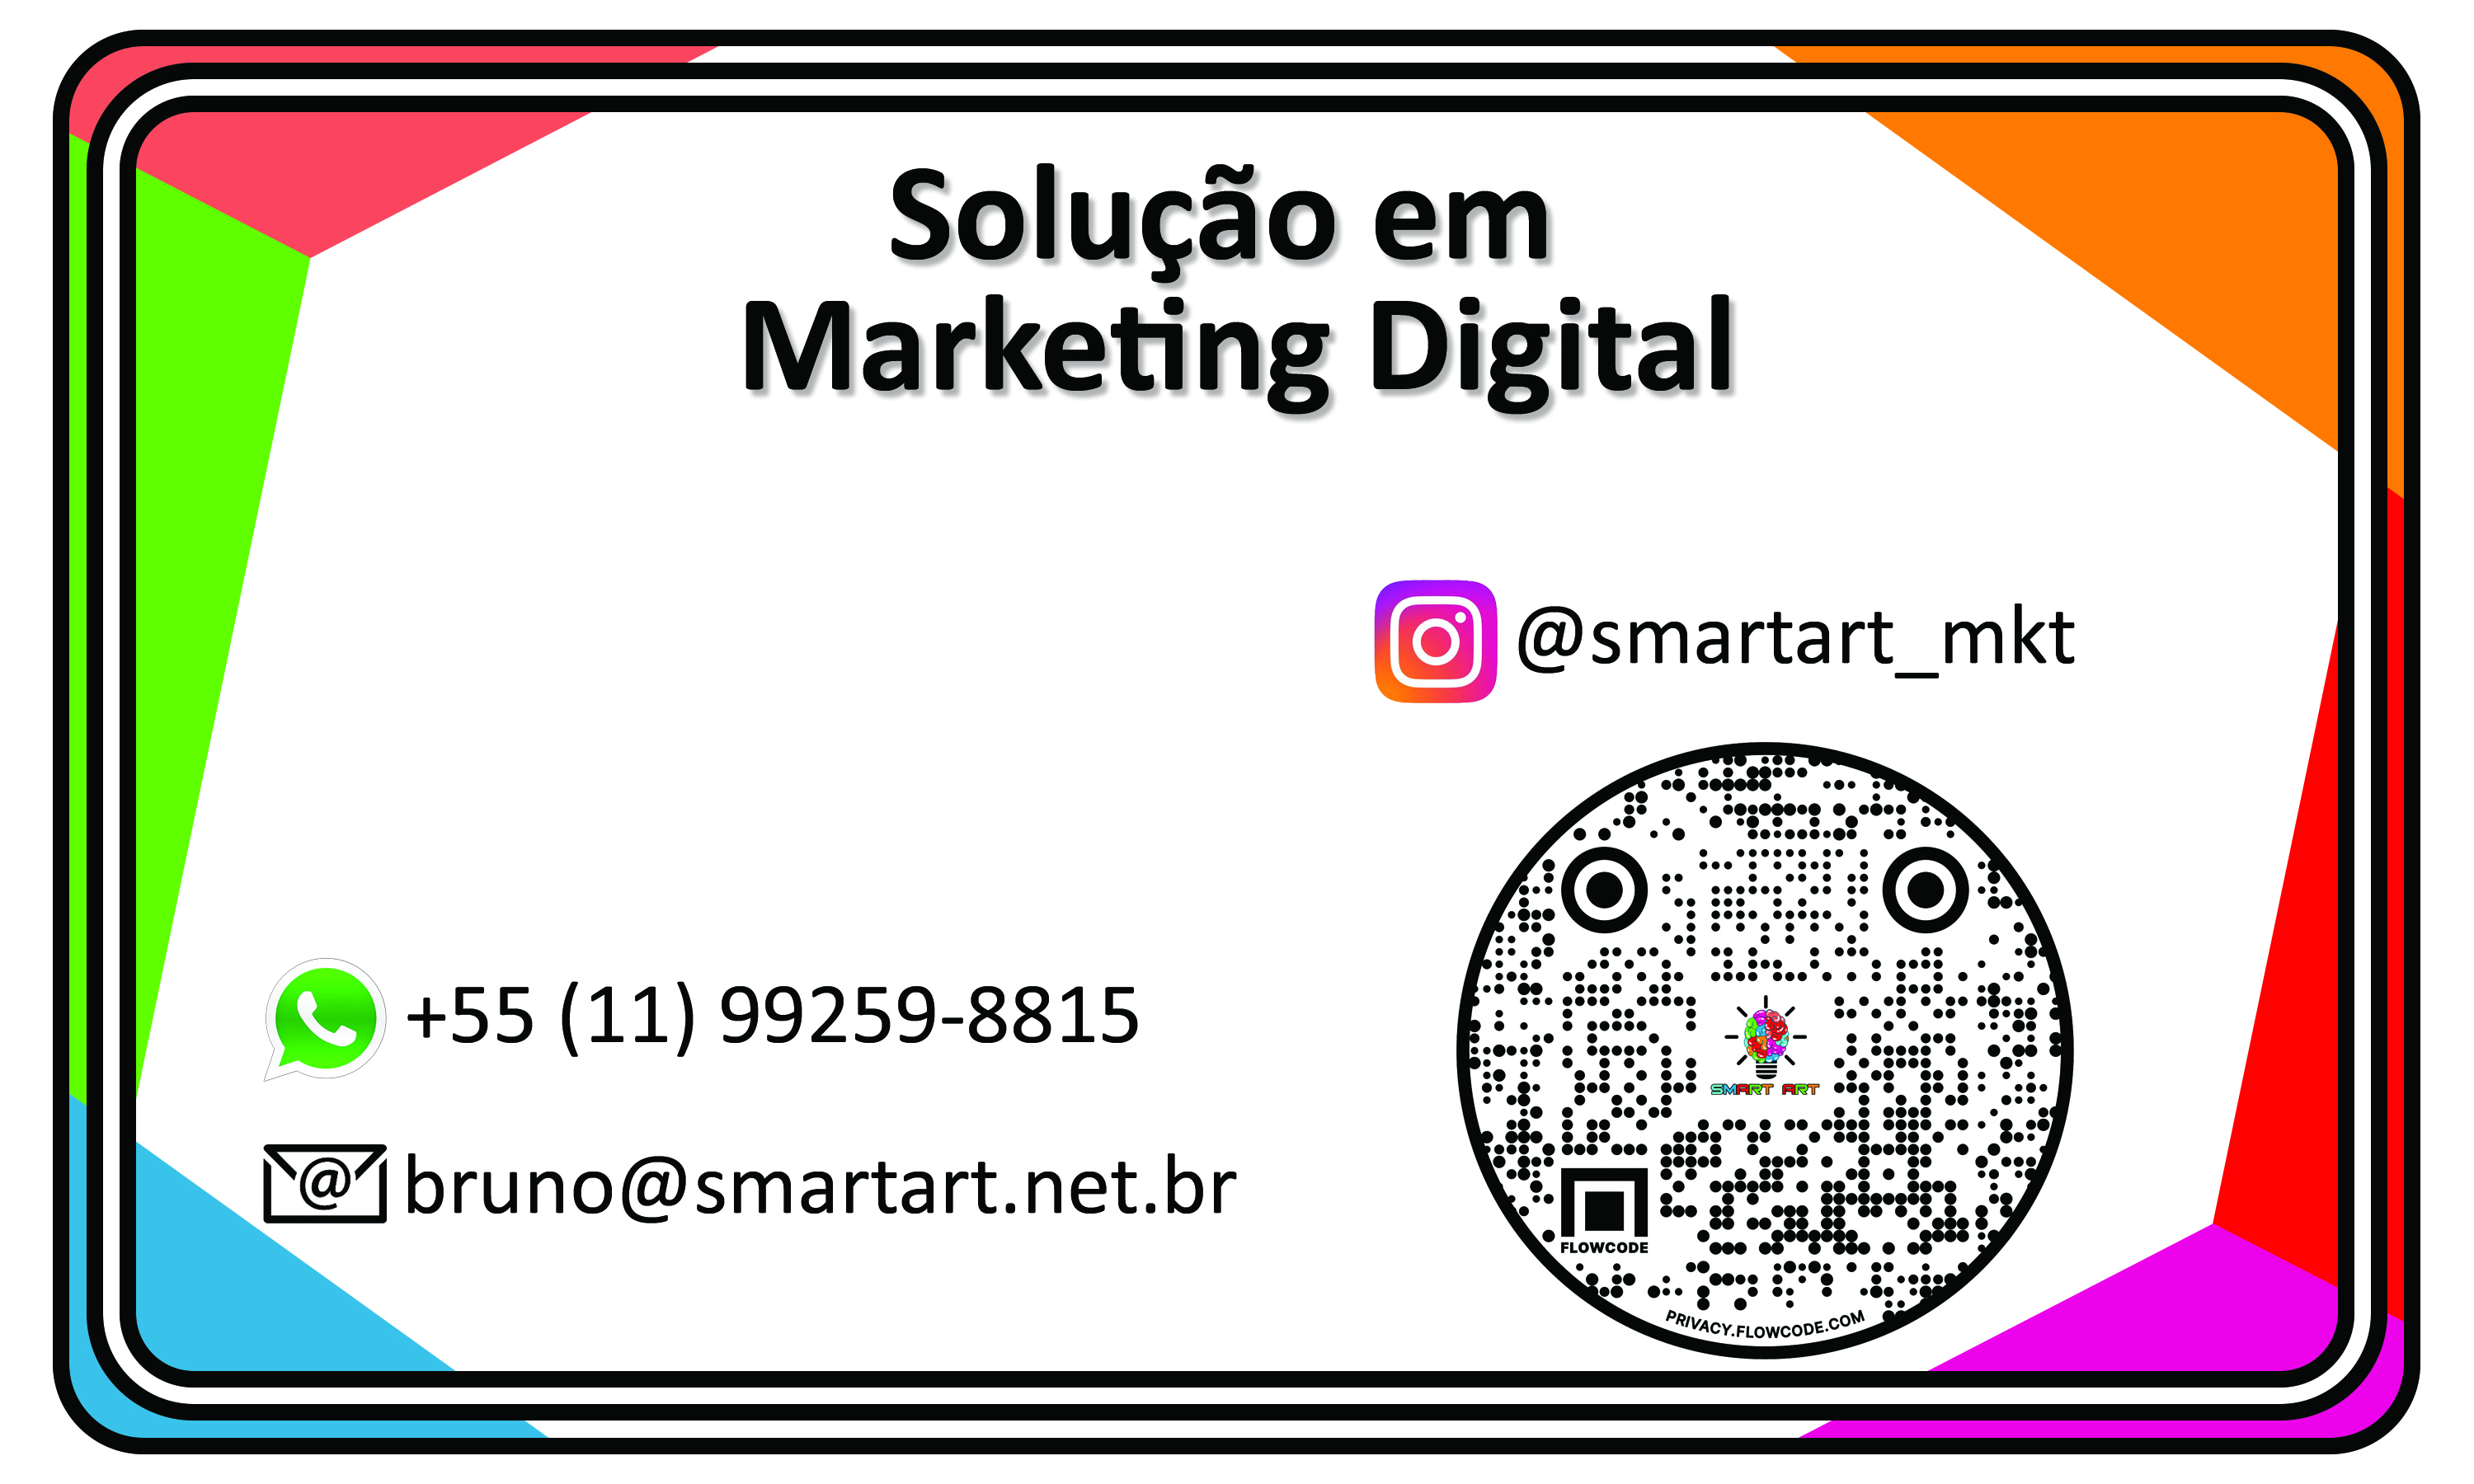 Solução em
Marketing Digital
@smartart_mkt
+55 (11) 99259-8815
bruno@smartart.net.br
SMART ART
FLOWCODE
PRIVACY.FLOWCODE.COM